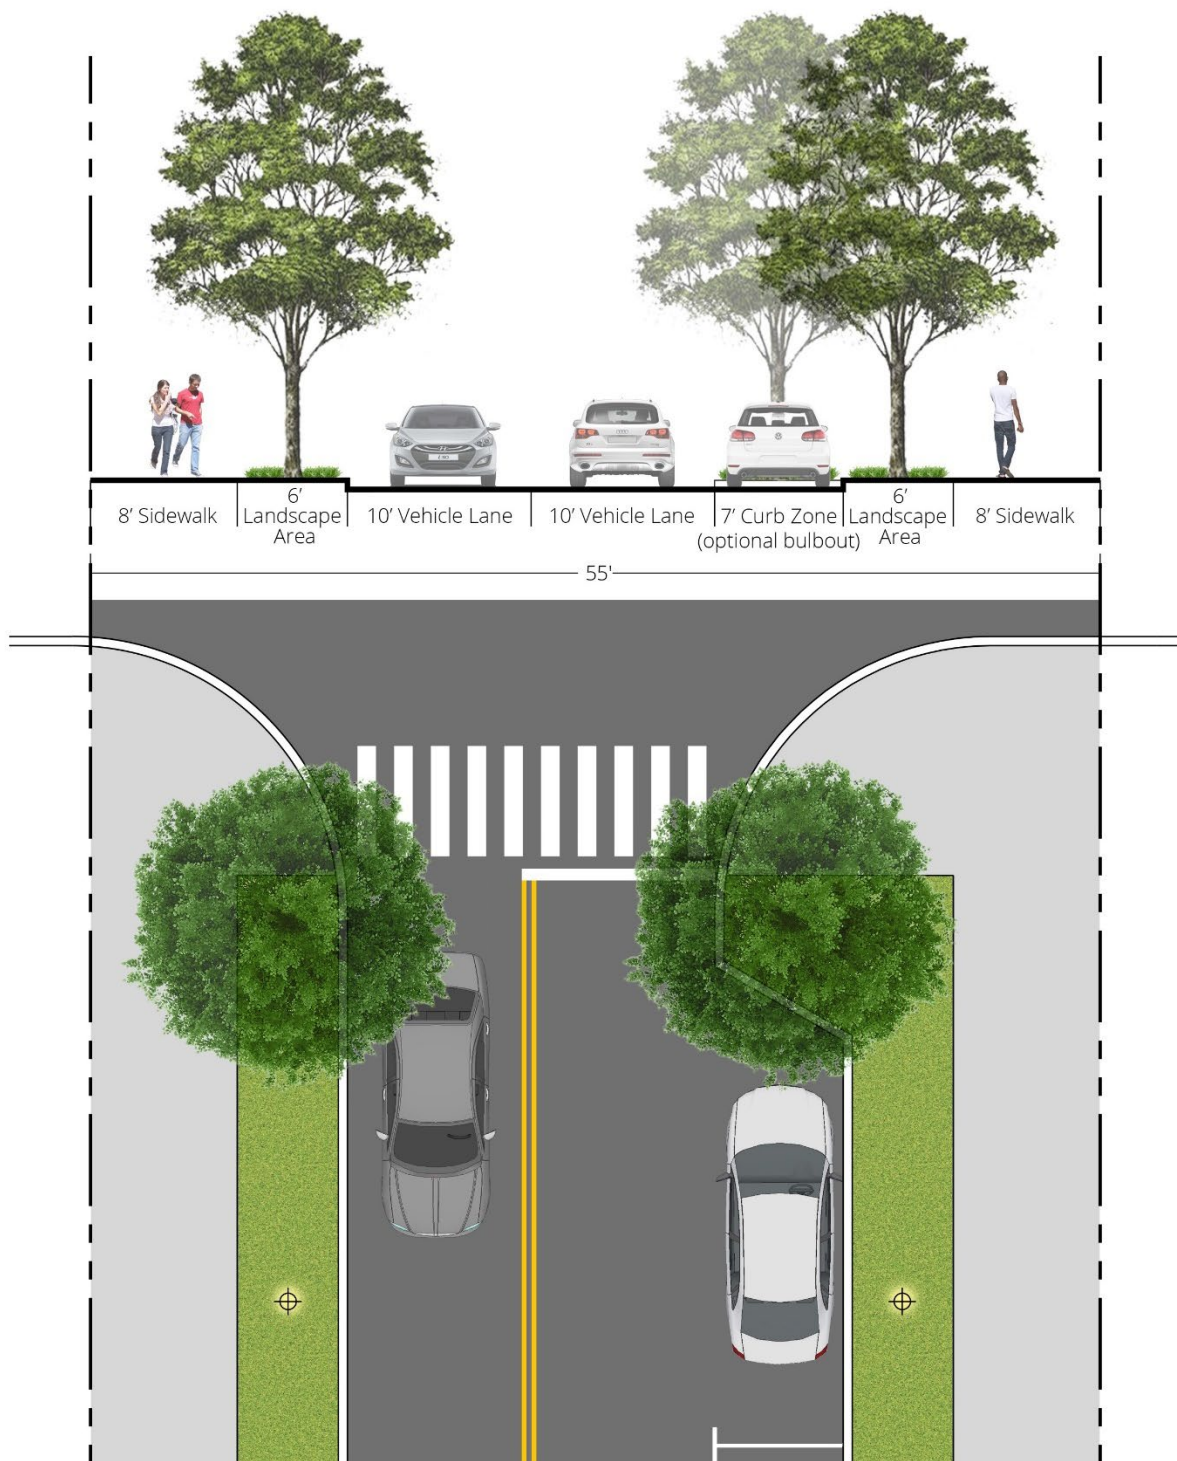 8’ Sidewalk
6’
Landscape
Area
10’ Vehicle Lane
10’ Vehicle Lane
7’ Curb Zone
(optional bulbout)
6’
Landscape
Area
8’ Sidewalk
55'